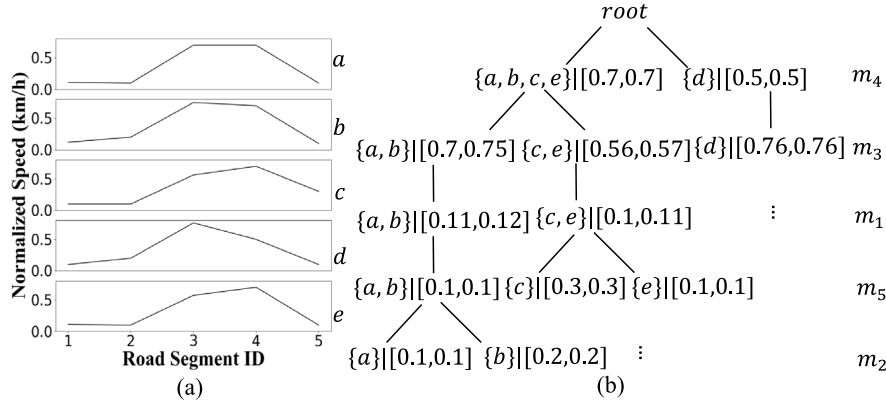 Normalized Speed (km/h)
0.5
0.0
a
0.5
0.0
b
0.5
0.0
c
0.5
0.0
d
0.5
0.0
e
1 2 3 4 5
Road Segment ID
(a)
root
{a, b, c, e}|[0.7,0.7] {d}|[0.5,0.5] m₄
{a, b}|[0.7,0.75] {c, e}|[0.56,0.57] {d}|[0.76,0.76] m₃
{a, b}|[0.11,0.12] {c, e}|[0.1,0.11] ⋮ m₁
{a, b}|[0.1,0.1] {c}|[0.3,0.3] {e}|[0.1,0.1] m₅
{a}|[0.1,0.1] {b}|[0.2,0.2] ⋮ m₂
(b)